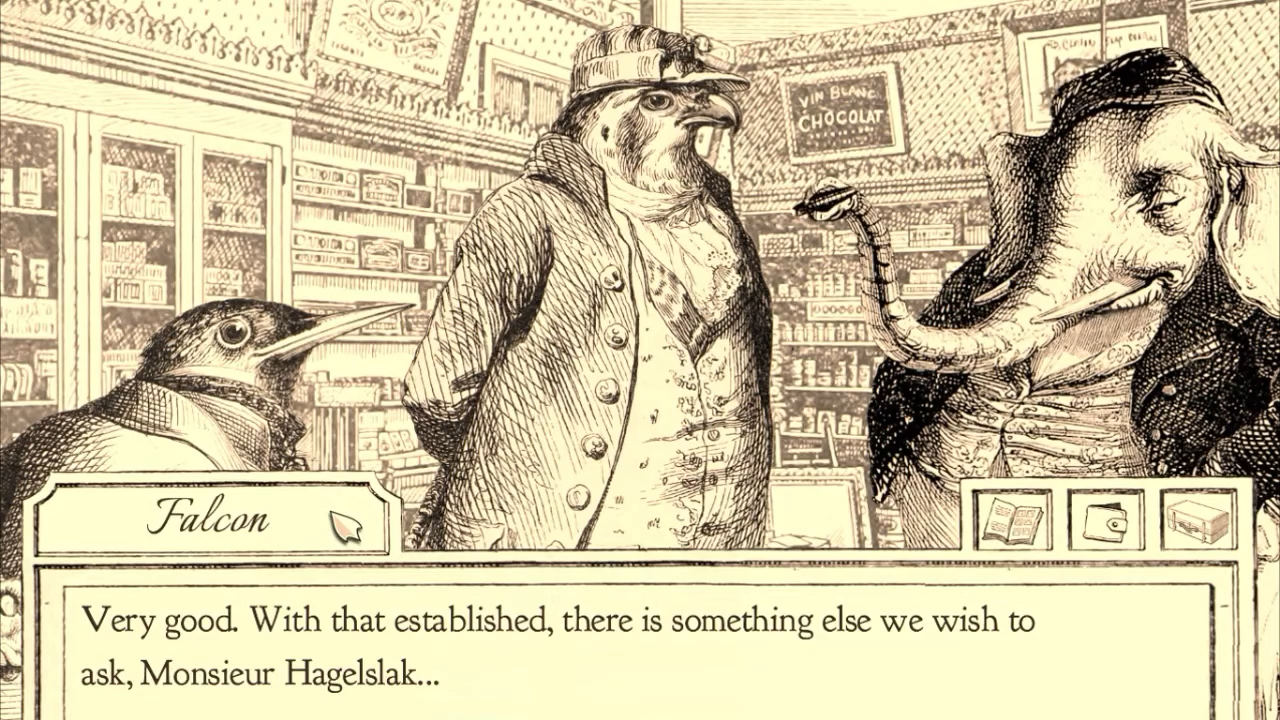 VIN BLANC
CHOCOLAT
Falcon
Very good. With that established, there is something else we wish to
ask, Monsieur Hagelslak...